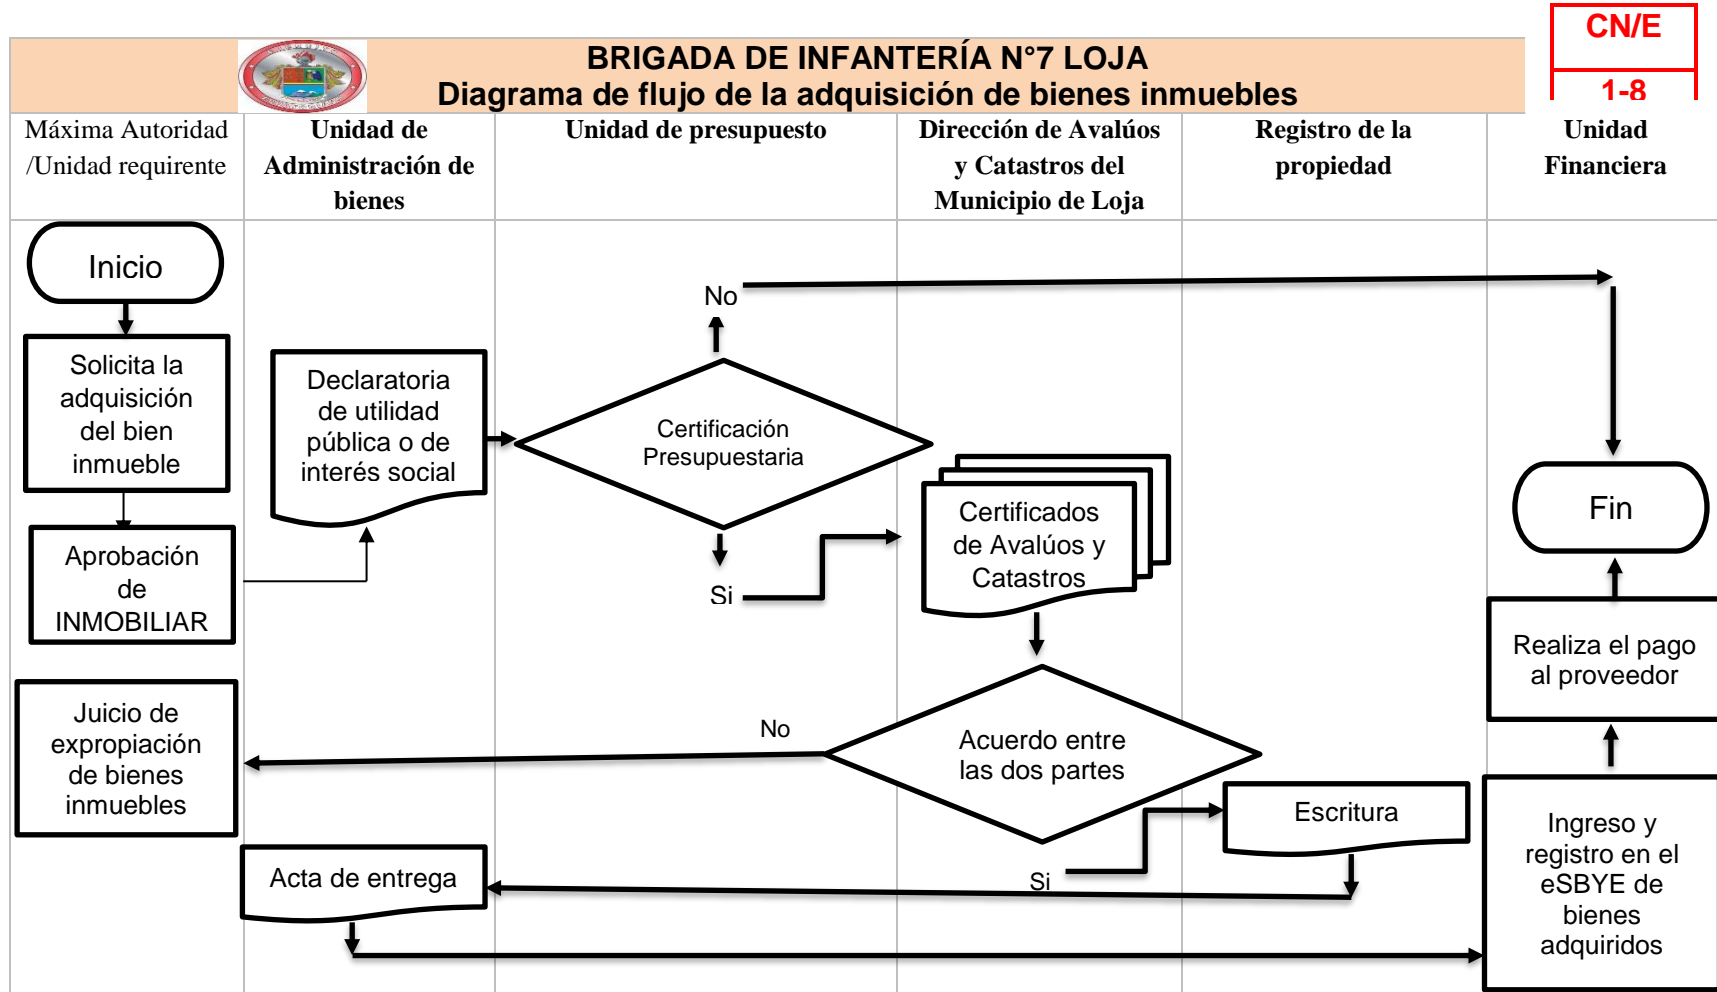 CN/E
1-8
BRIGADA DE INFANTERÍA N°7 LOJA
Diagrama de flujo de la adquisición de bienes inmuebles
Máxima Autoridad
/Unidad requirente
Unidad de
Administración de
bienes
Unidad de presupuesto
Dirección de Avalúos
y Catastros del
Municipio de Loja
Registro de la
propiedad
Unidad
Financiera
Inicio
Solicita la
adquisición
del bien
inmueble
Aprobación
de
INMOBILIAR
Declaratoria
de utilidad
pública o de
interés social
No
Certificación
Presupuestaria
Si
Certificados
de Avalúos y
Catastros
Fin
Realiza el pago
al proveedor
Juicio de
expropiación
de bienes
inmuebles
No
Acuerdo entre
las dos partes
Si
Escritura
Acta de entrega
Ingreso y
registro en el
eSBYE de
bienes
adquiridos